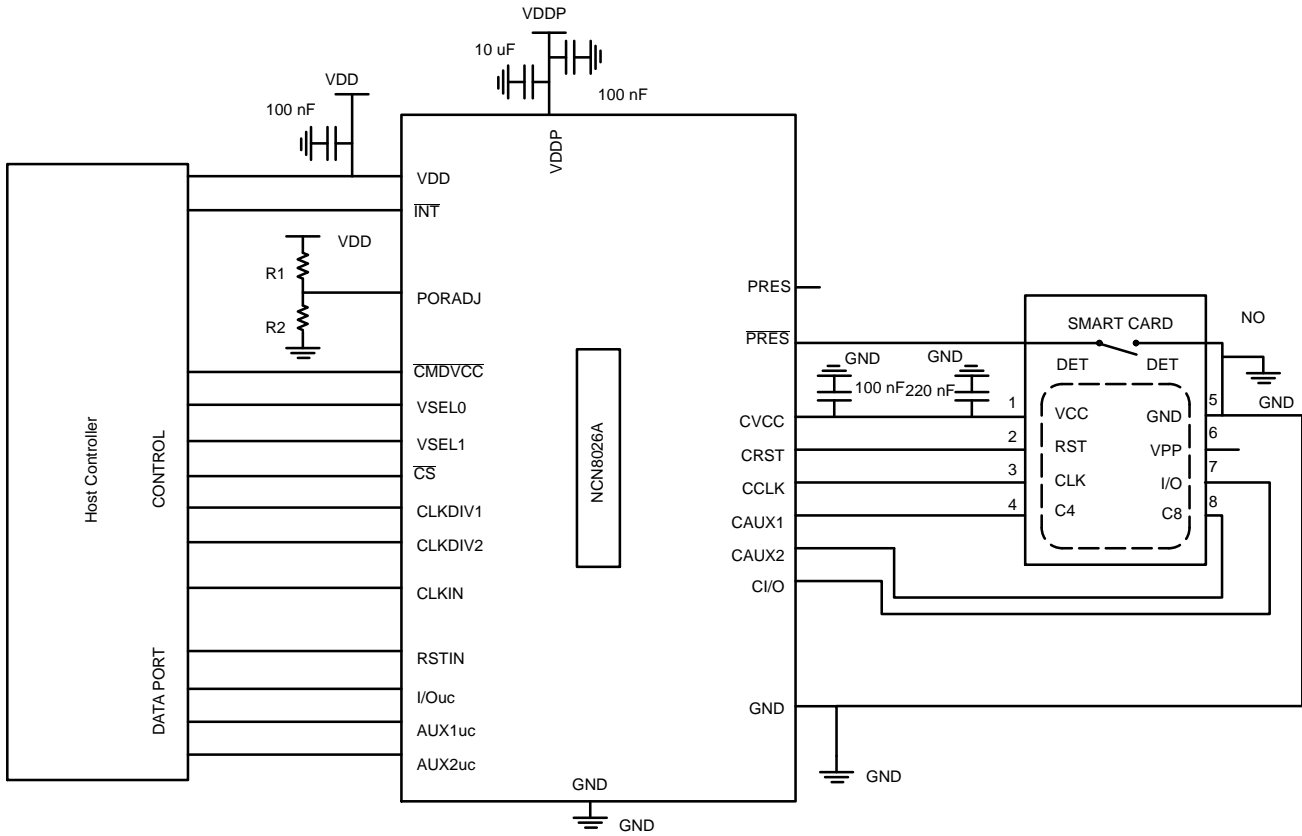 VDDP
10 uF
100 nF
VDD
100 nF
VDDP
VDD
INT
VDD
R1
PORADJ
R2
CMDVCC
VSEL0
VSEL1
CS
CLKDIV1
CLKDIV2
CLKIN
RSTIN
I/Ouc
AUX1uc
AUX2uc
Host Controller
CONTROL
DATA PORT
NCN8026A
PRES
PRES
CVCC
CRST
CCLK
CAUX1
CAUX2
CI/O
GND
GND
GND
GND
GND
GND
100 nF
220 nF
SMART CARD
NO
DET
DET
GND
1
VCC
GND
5
2
RST
VPP
6
3
CLK
I/O
7
4
C4
C8
8